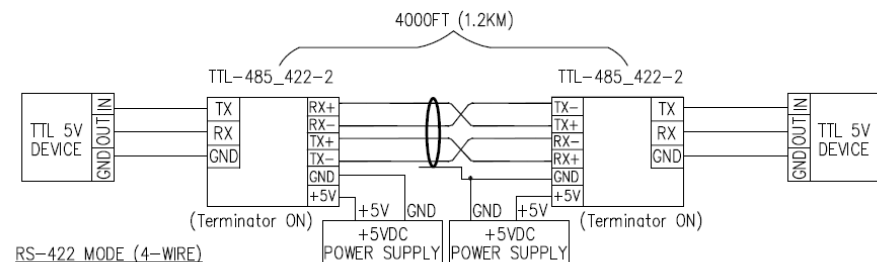 4000FT (1.2KM)
TTL-485_422-2
TTL-485_422-2
TTL 5V
DEVICE
IN
OUT
GND
TX
RX
GND
RX+
RX-
TX+
TX-
GND
+5V
TX-
TX+
RX-
RX+
GND
+5V
TX
RX
GND
IN
OUT
GND
TTL 5V
DEVICE
(Terminator ON)
+5V
GND
GND
+5V
(Terminator ON)
+5VDC
POWER SUPPLY
+5VDC
POWER SUPPLY
RS-422 MODE (4-WIRE)